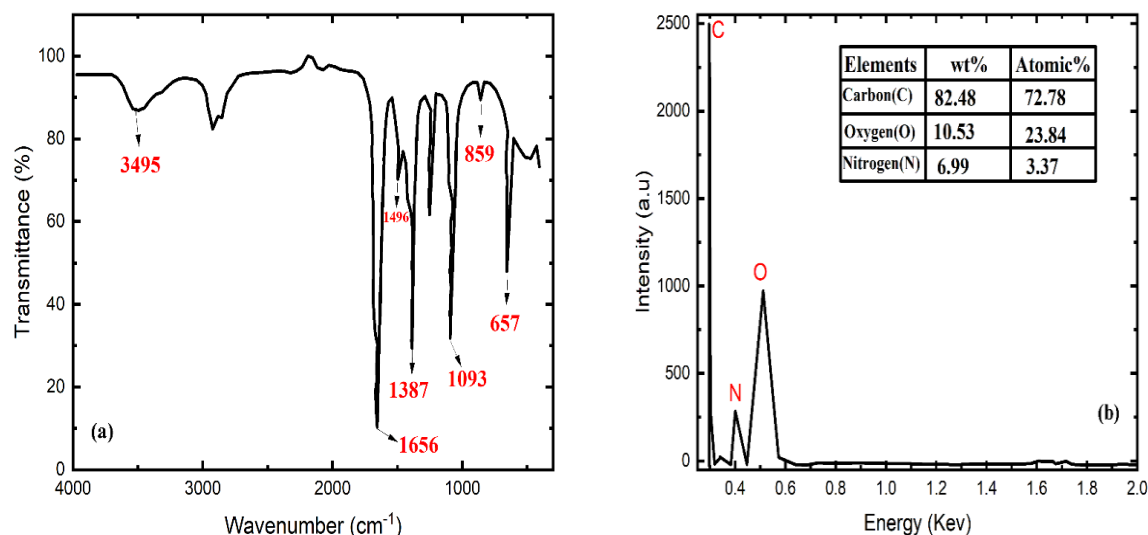 100
80
60
40
20
0
Transmittance (%)
3495
1496
859
657
1093
1387
1656
(a)
4000 3000 2000 1000
Wavenumber (cm⁻¹)
2500
2000
1500
1000
500
0
Intensity (a.u)
C
N
O
Elements wt% Atomic%
Carbon(C) 82.48 72.78
Oxygen(O) 10.53 23.84
Nitrogen(N) 6.99 3.37
(b)
0.4 0.6 0.8 1.0 1.2 1.4 1.6 1.8 2.0
Energy (Kev)